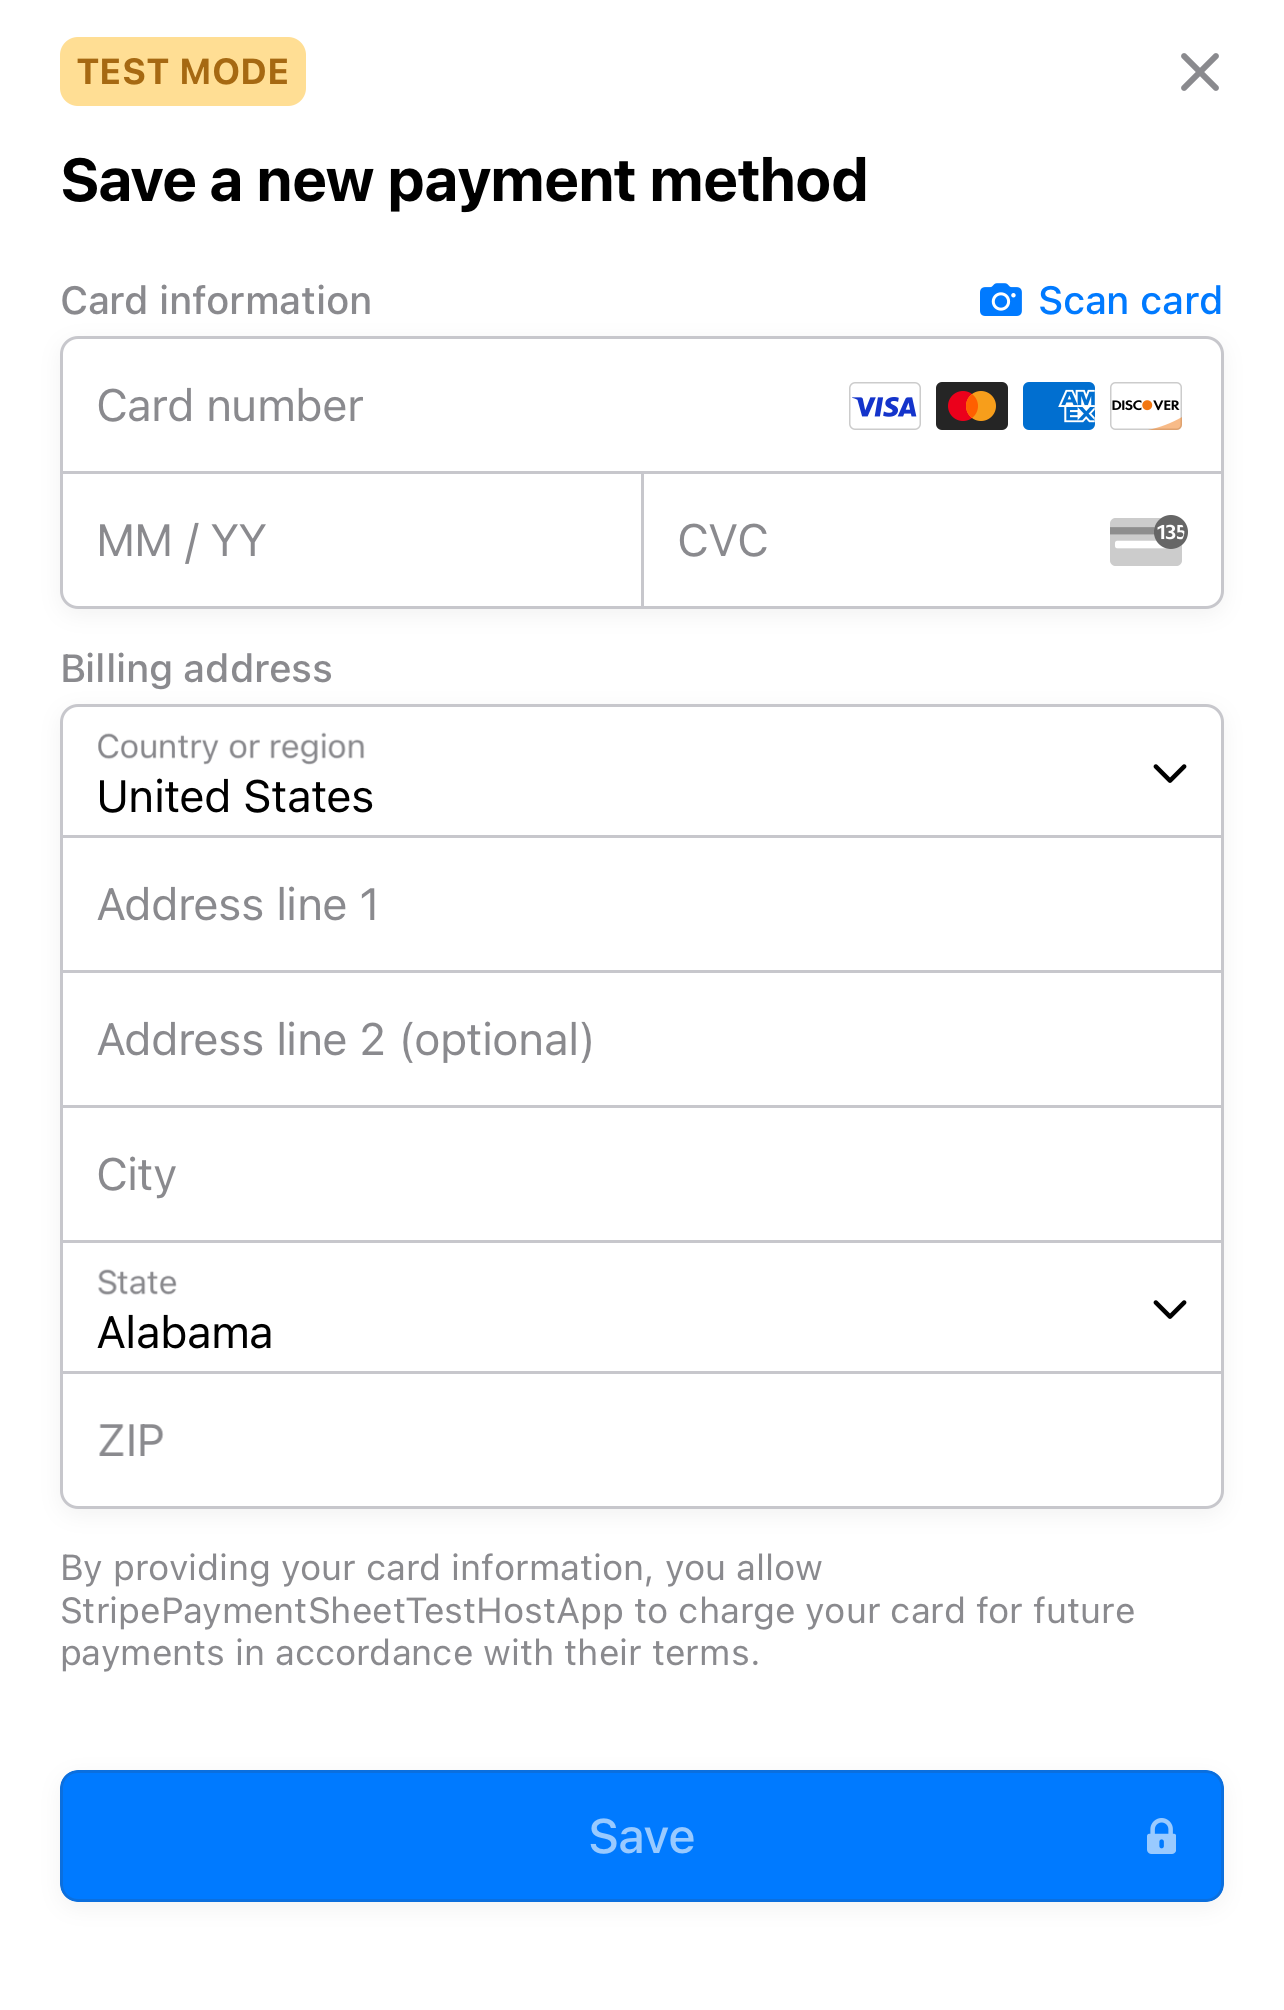 TEST MODE
Save a new payment method
Card information
Scan card
Card number
VISA
AM
EX
DISCOVER
MM / YY
CVC
135
Billing address
Country or region
United States
Address line 1
Address line 2 (optional)
City
State
Alabama
ZIP
By providing your card information, you allow
StripePaymentSheetTestHostApp to charge your card for future
payments in accordance with their terms.
Save